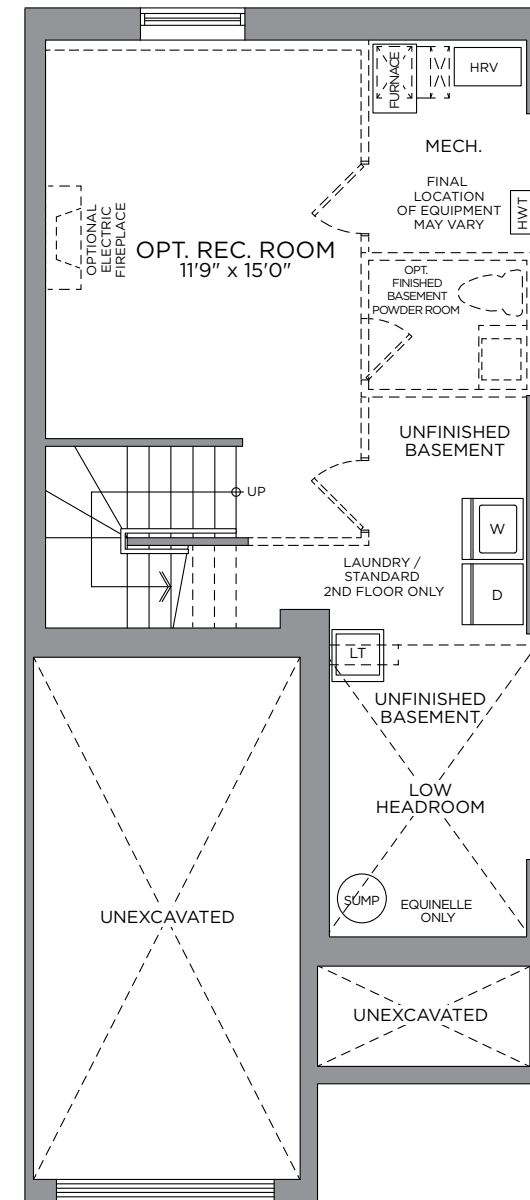 FURNACE
HRV
MECH.
FINAL
LOCATION
OF EQUIPMENT
MAY VARY
HWT
OPTIONAL
ELECTRIC
FIREPLACE
OPT. REC. ROOM
11'9" x 15'0"
OPT.
FINISHED
BASEMENT
POWDER ROOM
UNFINISHED
BASEMENT
UP
W
LAUNDRY /
STANDARD
2ND FLOOR ONLY
D
LT
UNFINISHED
BASEMENT
LOW
HEADROOM
SUMP
EQUINELLE
ONLY
UNEXCAVATED
UNEXCAVATED